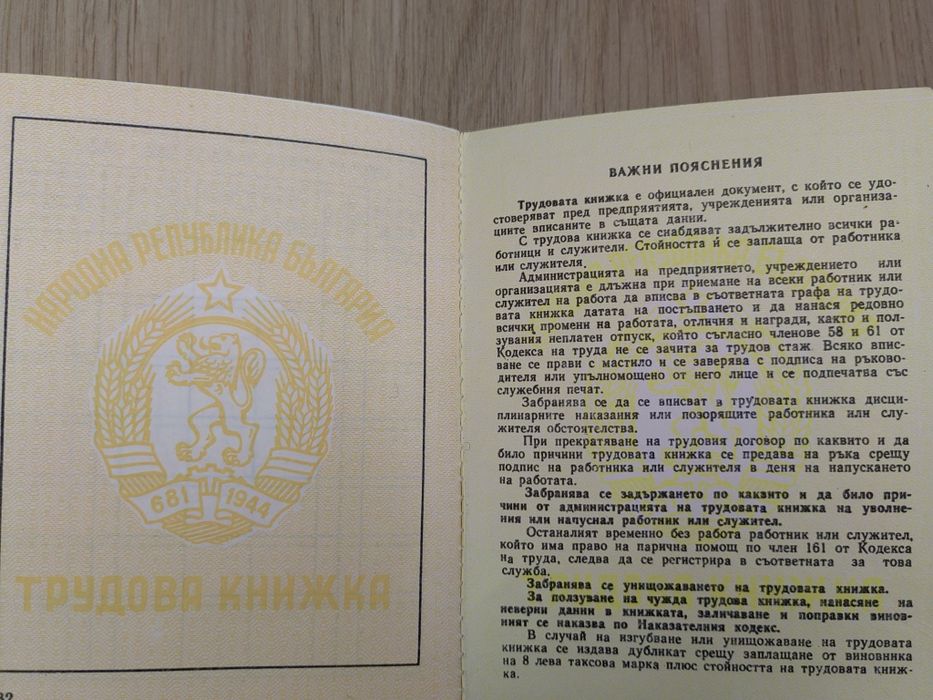 НАРОДНА РЕПУБЛИКА БЪЛГАРИЯ
681 1944
ТРУДОВА КНИЖКА
32
ВАЖНИ ПОЯСНЕНИЯ
Трудовата книжка е официален документ, с който се удо-
стоверяват пред предприятията, учрежденията или организа-
циите вписаните в същата данни.
С трудова книжка се снабдяват задължително всички ра-
ботници и служители. Стойността ѝ се заплаща от работника
или служителя.
Администрацията на предприятието, учреждението или
организацията е длъжна при приемане на всеки работник или
служител на работа да вписва в съответната графа на трудо-
вата книжка датата на постъпването и да нанася редовно
всички промени на работата, отличия и награди, както и пол-
зувания неплатен отпуск, който съгласно членове 58 и 61 от
Кодекса на труда не се зачита за трудов стаж. Всяко впис-
ване се прави с мастило и се заверява с подписа на ръково-
дителя или упълномощено от него лице и се подпечатва със
служебния печат.
Забранява се да се вписват в трудовата книжка дисци-
плинарните наказания или позорящите работника или слу-
жителя обстоятелства.
При прекратяване на трудовия договор по каквито и да
било причини трудовата книжка се предава на ръка срещу
подпис на работника или служителя в деня на напускането
на работата.
Забранява се задържането по каквито и да било при-
чини от администрацията на трудовата книжка на уволне-
ния или напуснал работник или служител.
Останалият временно без работа работник или служител,
който има право на парична помощ по член 161 от Кодекса
на труда, следва да се регистрира в съответната за това
служба.
Забранява се унищожаването на трудовата книжка.
За ползуване на чужда трудова книжка, нанасяне на
неверни данни в книжката, заличаване и поправки винов-
ният се наказва по Наказателния кодекс.
В случай на изгубване или унищожаване на трудовата
книжка се издава дубликат срещу заплащане от виновника
на 8 лева таксова марка плюс стойността на трудовата книж-
ка.